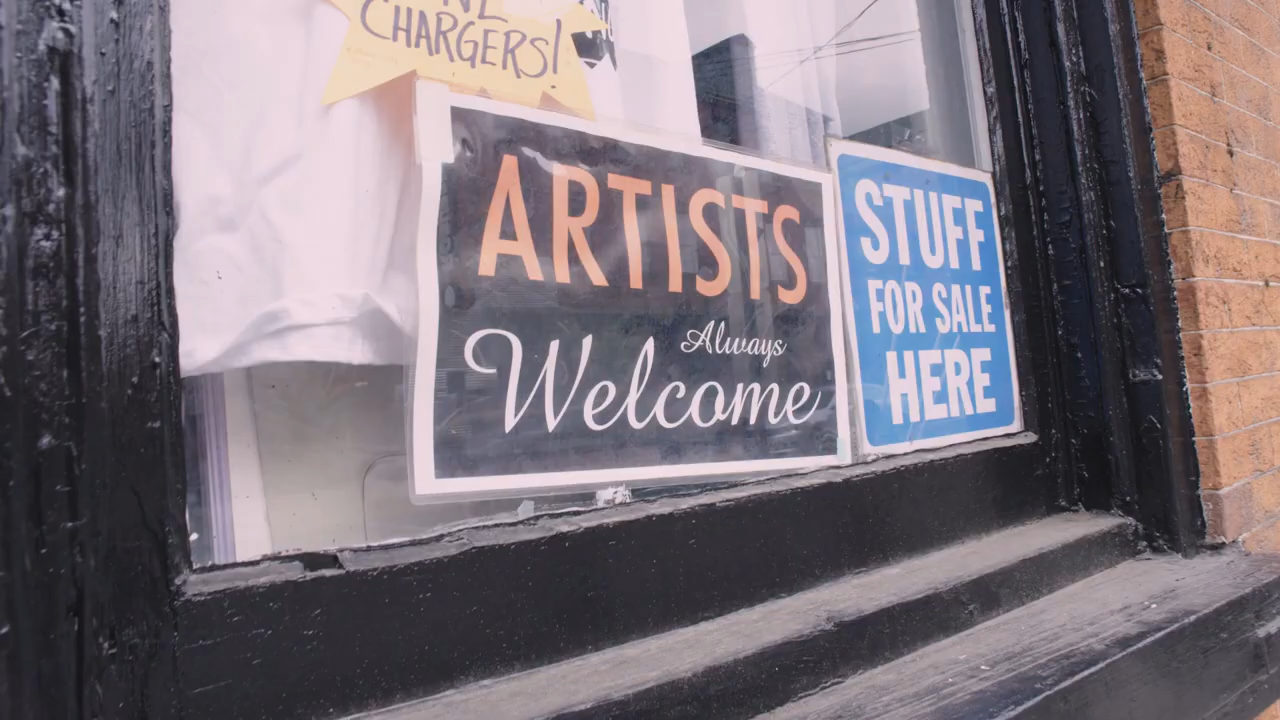 CHARGERS!
ARTISTS
Always
Welcome
STUFF
FOR SALE
HERE